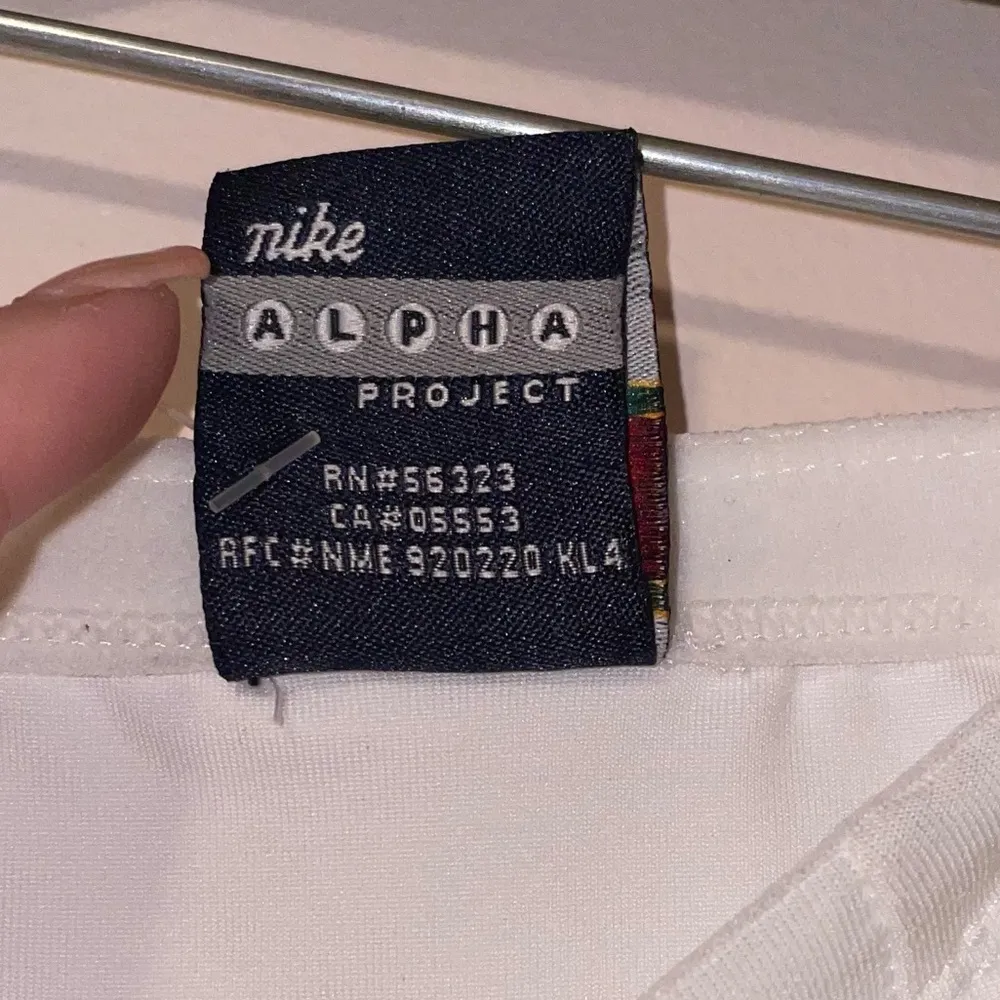 nike
ALPHA
PROJECT
RN#56323
CA#05553
RFC#NME 920220 KL4